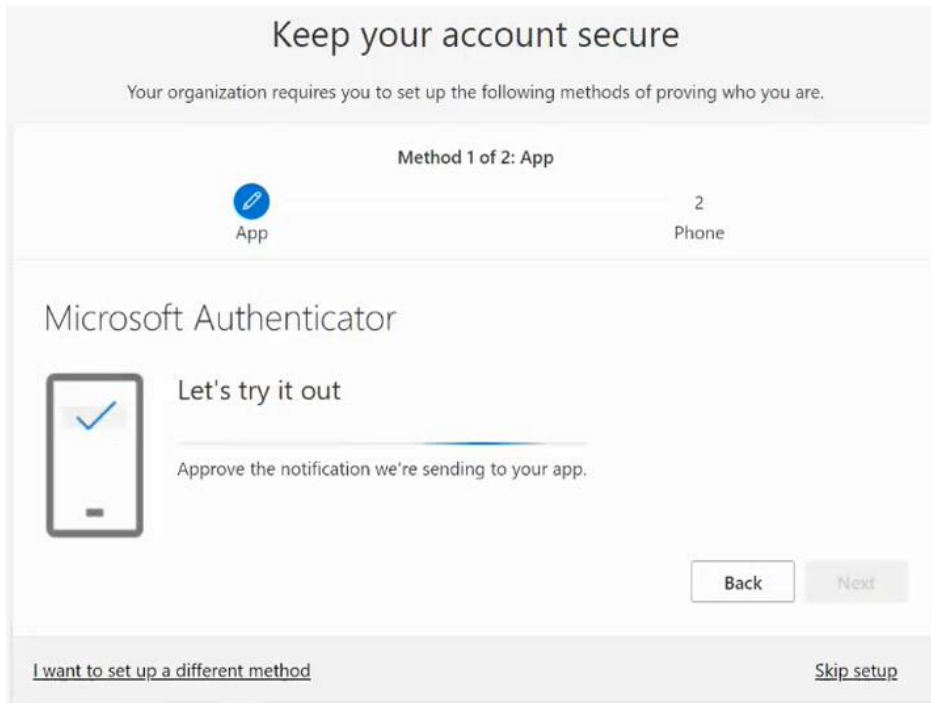 Keep your account secure
Your organization requires you to set up the following methods of proving who you are.
Method 1 of 2: App
App
2
Phone
Microsoft Authenticator
Let's try it out
Approve the notification we're sending to your app.
Back
Next
I want to set up a different method
Skip setup